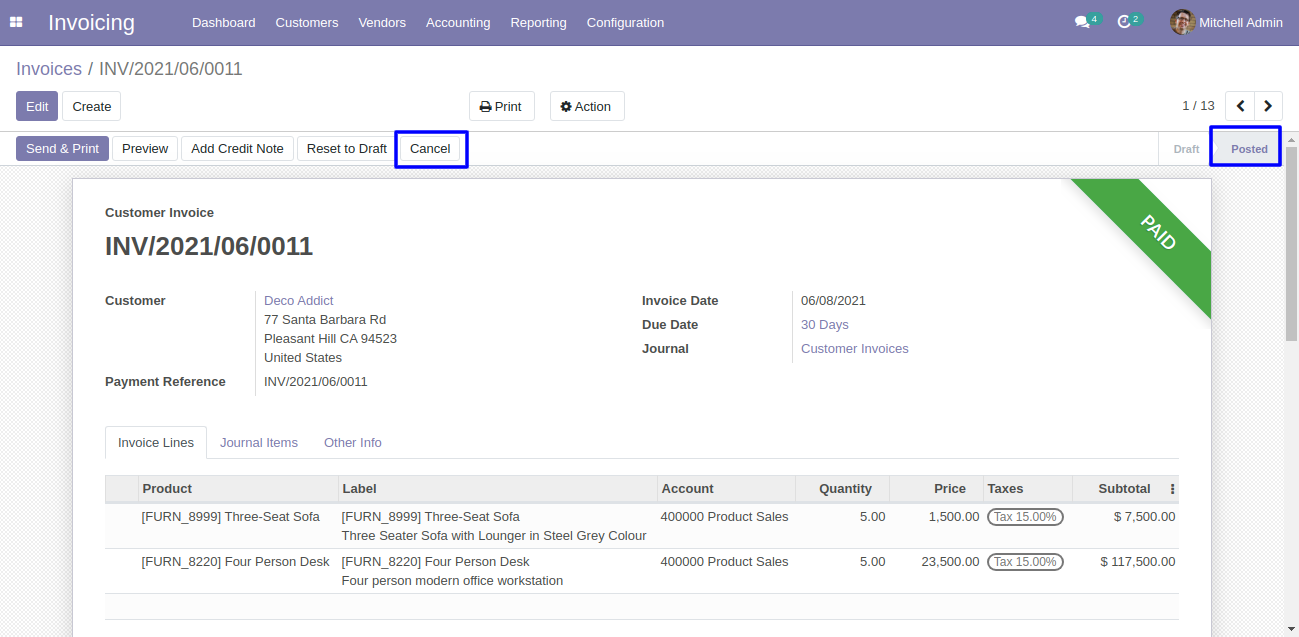 Invoicing Dashboard Customers Vendors Accounting Reporting Configuration 4 2 Mitchell Admin
Invoices / INV/2021/06/0011
Edit Create Print Action 1 / 13
Send & Print Preview Add Credit Note Reset to Draft Cancel Draft Posted
PAID
Customer Invoice
INV/2021/06/0011
Customer Deco Addict Invoice Date 06/08/2021
77 Santa Barbara Rd
Due Date 30 Days
Pleasant Hill CA 94523
Journal Customer Invoices
United States
Payment Reference INV/2021/06/0011
Invoice Lines Journal Items Other Info
Product Label Account Quantity Price Taxes Subtotal
[FURN_8999] Three-Seat Sofa [FURN_8999] Three-Seat Sofa 400000 Product Sales 5.00 1,500.00 Tax 15.00% $ 7,500.00
Three Seater Sofa with Lounger in Steel Grey Colour
[FURN_8220] Four Person Desk [FURN_8220] Four Person Desk 400000 Product Sales 5.00 23,500.00 Tax 15.00% $ 117,500.00
Four person modern office workstation